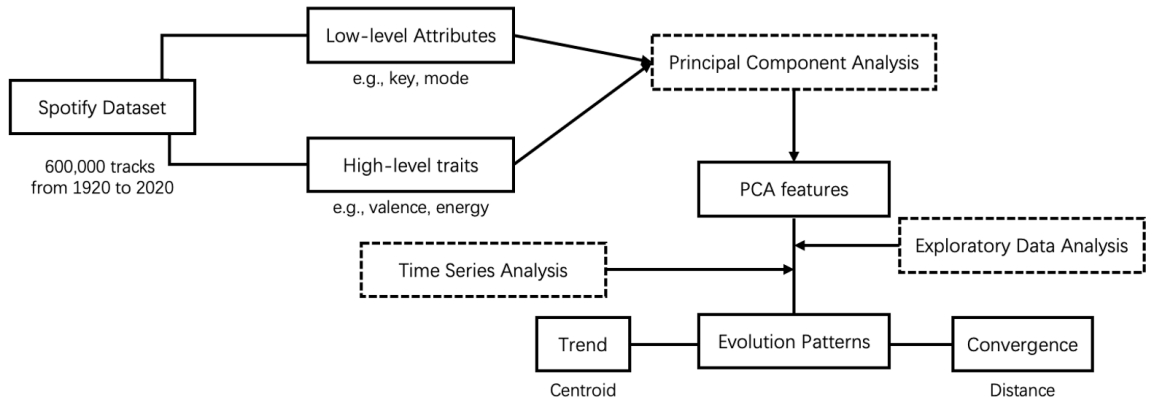 Low-level Attributes
e.g., key, mode
Principal Component Analysis
Spotify Dataset
600,000 tracks
from 1920 to 2020
High-level traits
e.g., valence, energy
PCA features
Exploratory Data Analysis
Time Series Analysis
Trend
Centroid
Evolution Patterns
Convergence
Distance